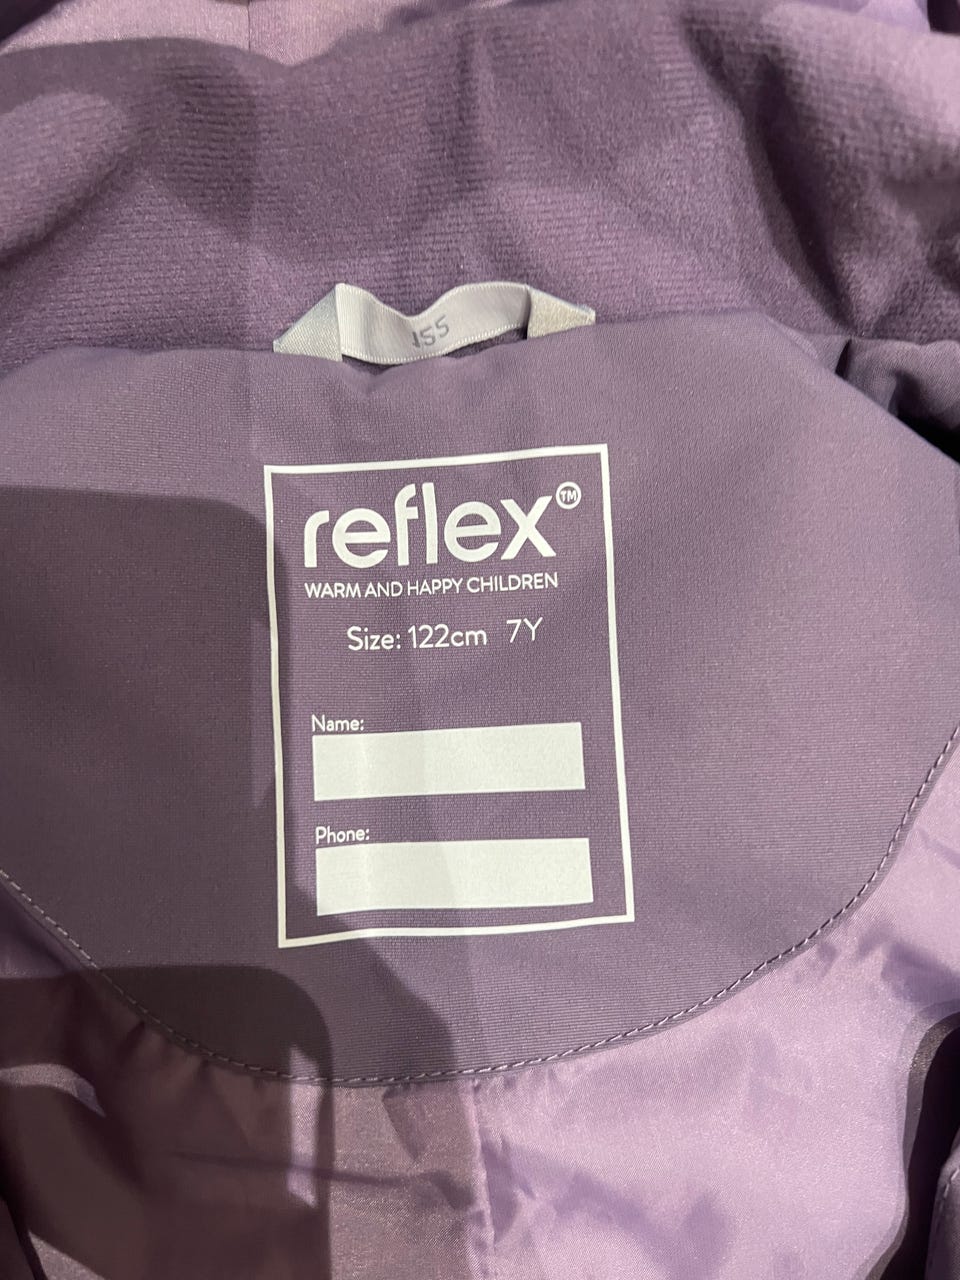 reflex™
WARM AND HAPPY CHILDREN
Size: 122cm 7Y
Name:
Phone: